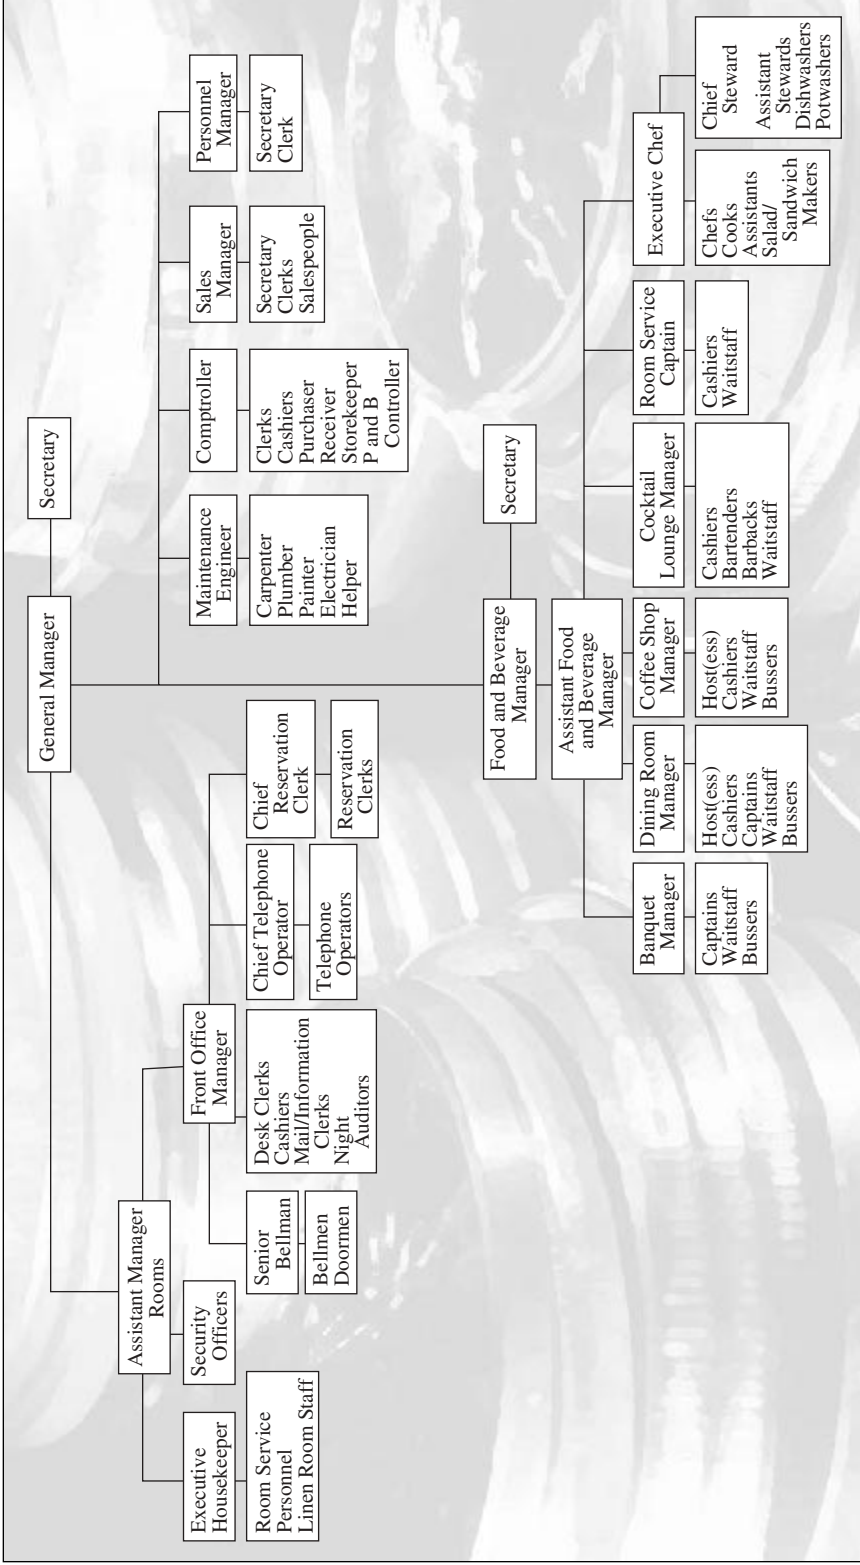 General Manager
Secretary
Assistant Manager
Rooms
Executive
Housekeeper
Room Service
Personnel
Linen Room Staff
Security
Officers
Front Office
Manager
Senior
Bellman
Bellmen
Doormen
Desk Clerks
Cashiers
Mail/Information
Clerks
Night
Auditors
Chief Telephone
Operator
Telephone
Operators
Chief
Reservation
Clerk
Reservation
Clerks
Maintenance
Engineer
Carpenter
Plumber
Painter
Electrician
Helper
Comptroller
Clerks
Cashiers
Purchaser
Receiver
Storekeeper
P and B
Controller
Sales
Manager
Secretary
Clerks
Salespeople
Personnel
Manager
Secretary
Clerk
Food and Beverage
Manager
Secretary
Assistant Food
and Beverage
Manager
Banquet
Manager
Captains
Waitstaff
Bussers
Dining Room
Manager
Host(ess)
Cashiers
Captains
Waitstaff
Bussers
Coffee Shop
Manager
Host(ess)
Cashiers
Waitstaff
Bussers
Cocktail
Lounge Manager
Cashiers
Bartenders
Barbacks
Waitstaff
Room Service
Captain
Cashiers
Waitstaff
Executive Chef
Chefs
Cooks
Assistants
Salad/
Sandwich
Makers
Chief
Steward
Assistant
Stewards
Dishwashers
Potwashers